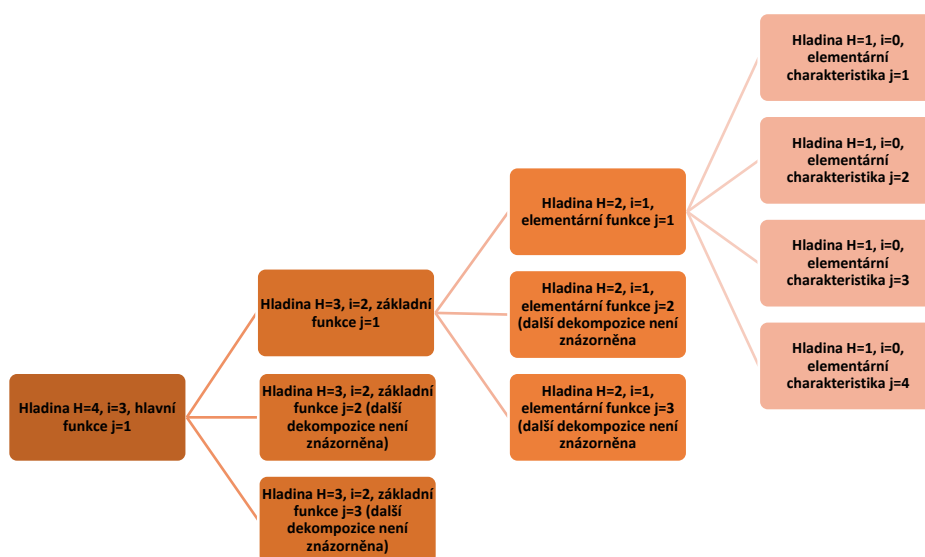 Hladina H=4, i=3, hlavní
funkce j=1
Hladina H=3, i=2, základní
funkce j=1
Hladina H=3, i=2, základní
funkce j=2 (další
dekompozice není
znázorněna)
Hladina H=3, i=2, základní
funkce j=3 (další
dekompozice není
znázorněna)
Hladina H=2, i=1,
elementární funkce j=1
Hladina H=2, i=1,
elementární funkce j=2
(další dekompozice není
znázorněna
Hladina H=2, i=1,
elementární funkce j=3
(další dekompozice není
znázorněna
Hladina H=1, i=0,
elementární
charakteristika j=1
Hladina H=1, i=0,
elementární
charakteristika j=2
Hladina H=1, i=0,
elementární
charakteristika j=3
Hladina H=1, i=0,
elementární
charakteristika j=4